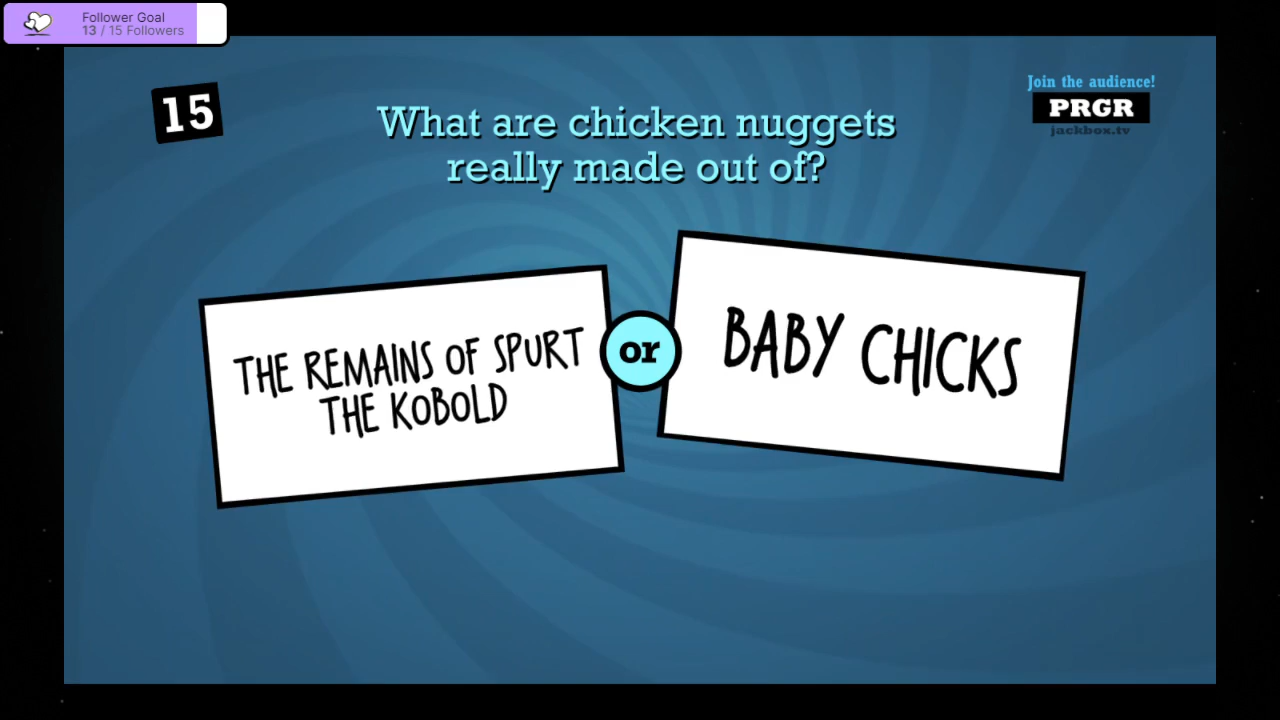 Follower Goal
13 / 15 Followers
15
What are chicken nuggets
really made out of?
Join the audience!
PRGR
jackbox.tv
THE REMAINS OF SPURT
THE KOBOLD
or
BABY CHICKS